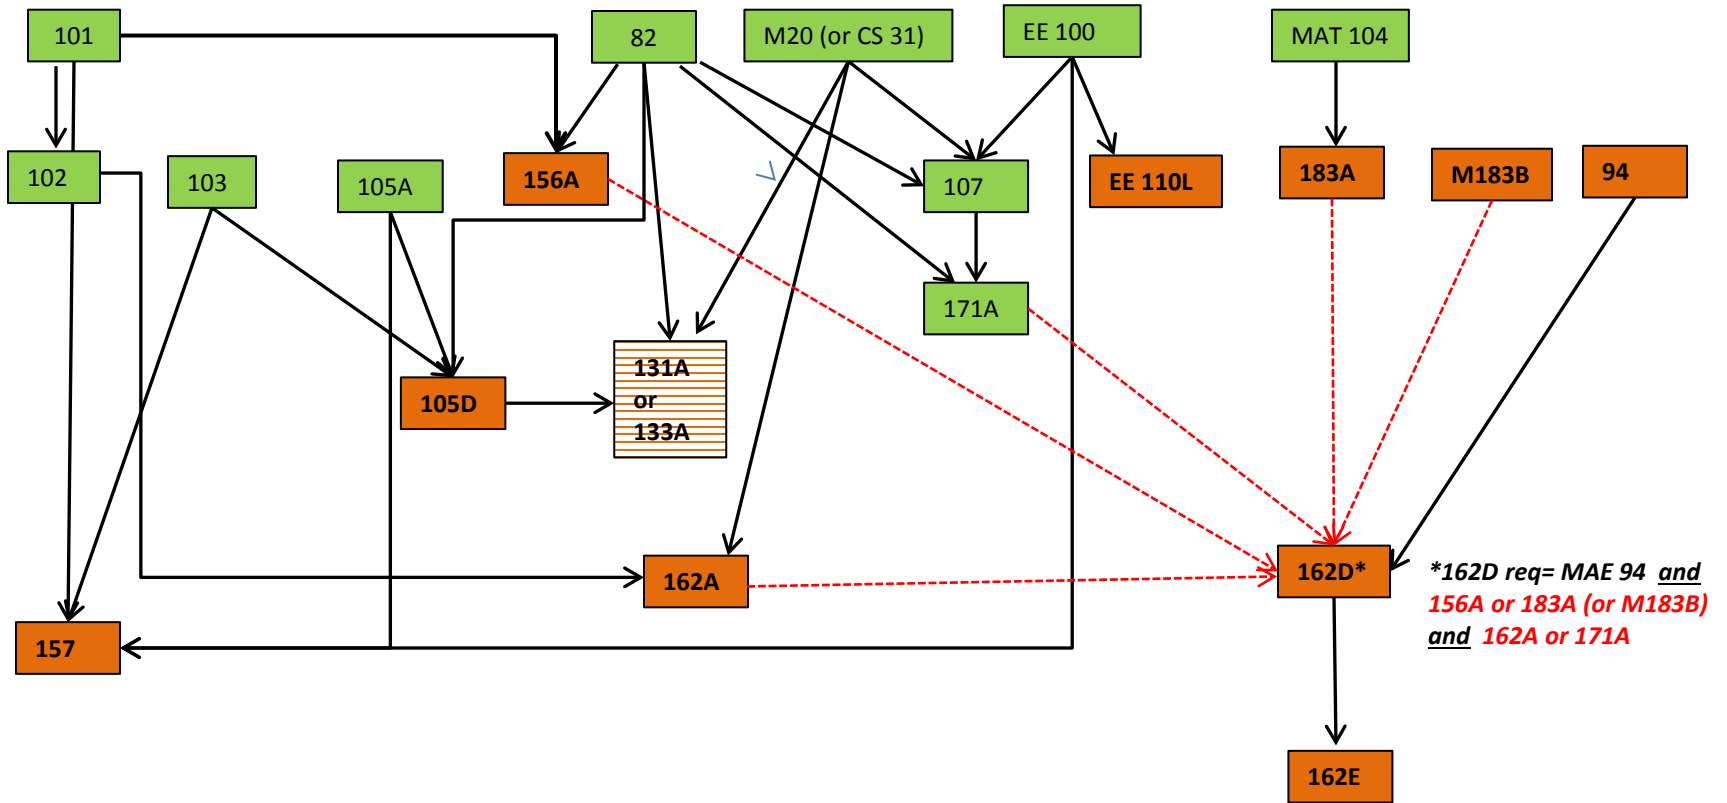 101
82
M20 (or CS 31)
EE 100
MAT 104
102
103
105A
156A
107
EE 110L
183A
M183B
94
171A
131A
or
133A
105D
162A
162D*
*162D req= MAE 94 and
156A or 183A (or M183B)
and 162A or 171A
157
162E